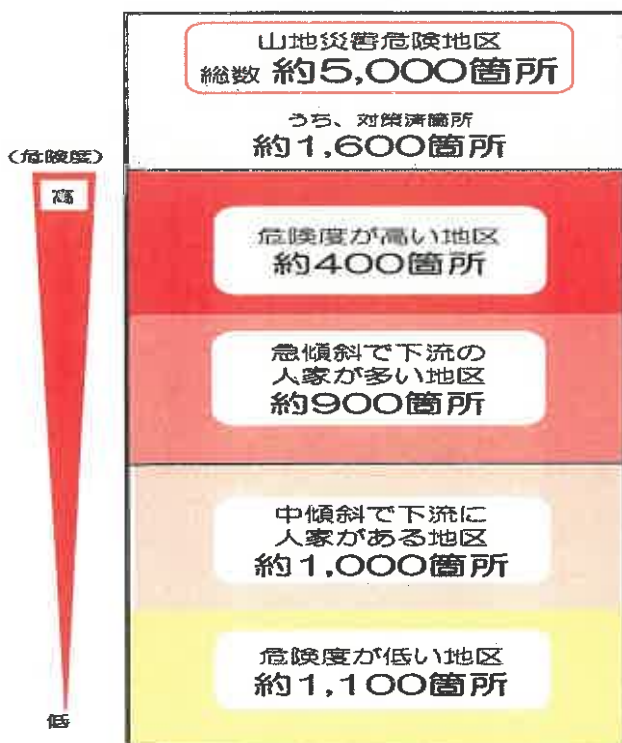 山地災害危険地区
総数 約5,000箇所
うち、対策済箇所
約1,600箇所
(危険度)
高
危険度が高い地区
約400箇所
急傾斜で下流の
人家が多い地区
約900箇所
中傾斜で下流に
人家がある地区
約1,000箇所
危険度が低い地区
約1,100箇所
低